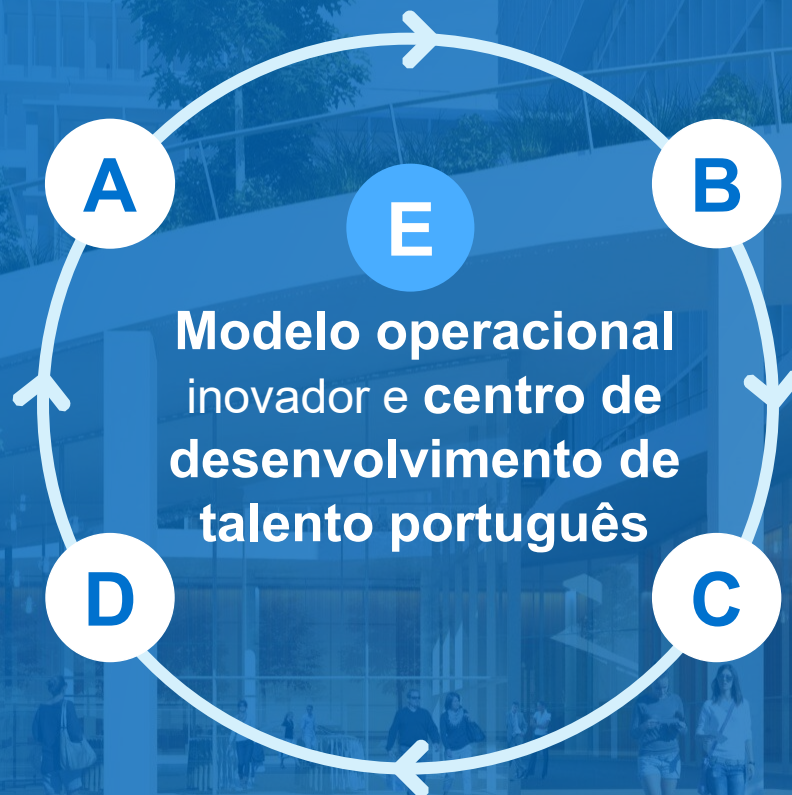 A
B
E
Modelo operacional
inovador e centro de
desenvolvimento de
talento português
D
C